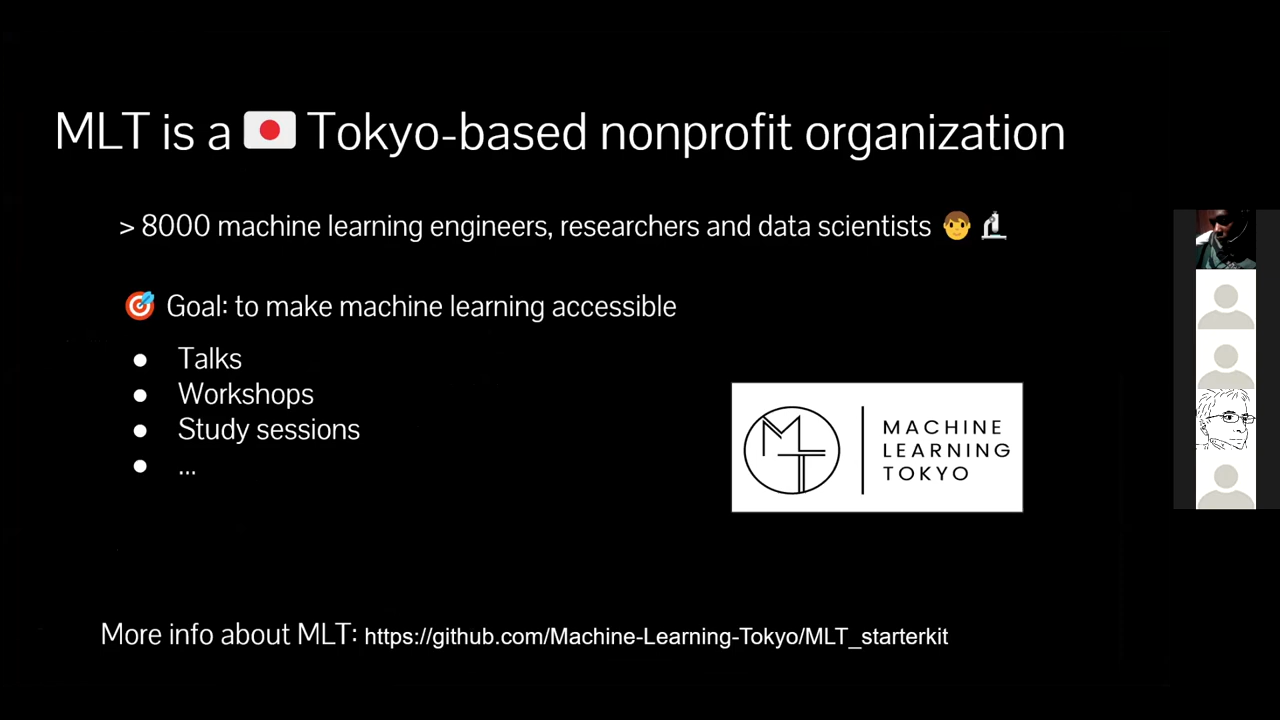 MLT is a 🇯🇵 Tokyo-based nonprofit organization
> 8000 machine learning engineers, researchers and data scientists 🧑 🔬
🎯 Goal: to make machine learning accessible
● Talks
● Workshops
● Study sessions
● ...
MLT
MACHINE
LEARNING
TOKYO
More info about MLT: https://github.com/Machine-Learning-Tokyo/MLT_starterkit